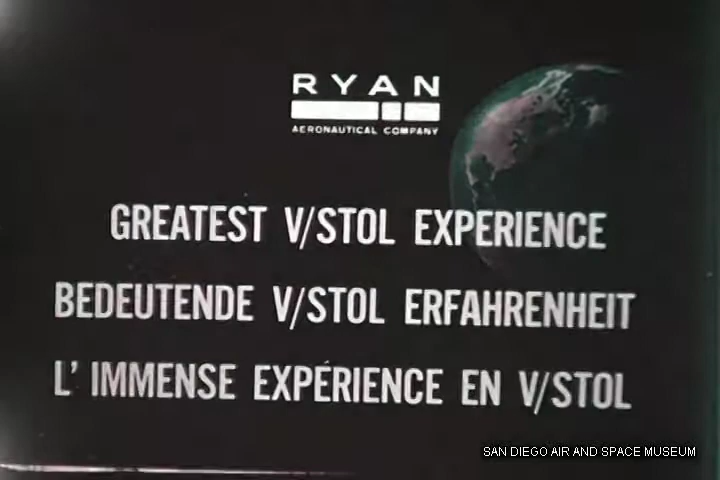 RYAN
AERONAUTICAL COMPANY
GREATEST V/STOL EXPERIENCE
BEDEUTENDE V/STOL ERFAHRENHEIT
L' IMMENSE EXPÉRIENCE EN V/STOL
SAN DIEGO AIR AND SPACE MUSEUM